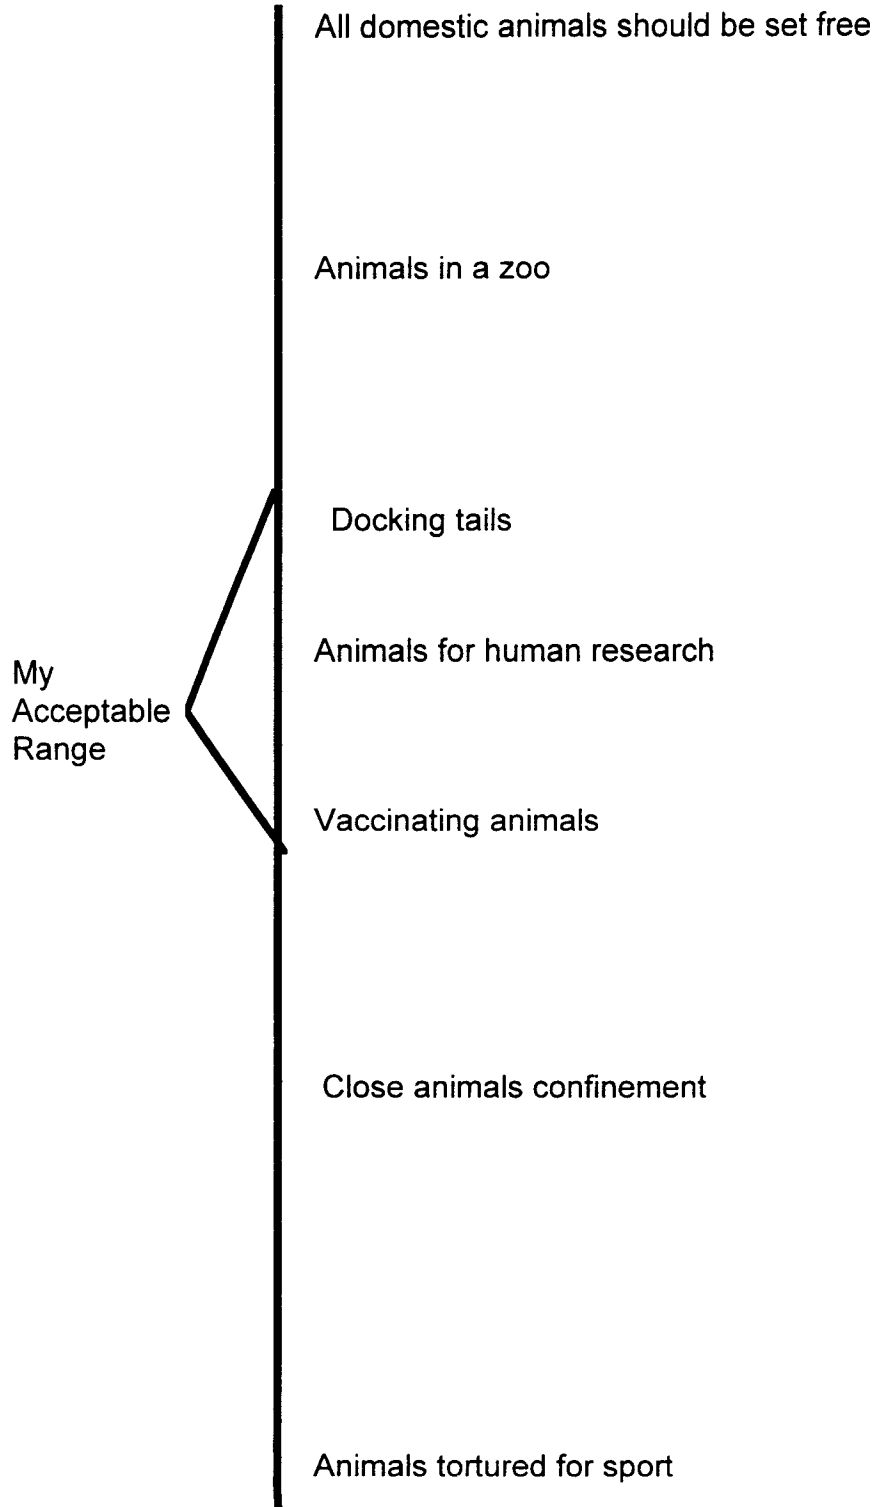 All domestic animals should be set free
Animals in a zoo
Docking tails
Animals for human research
My
Acceptable
Range
Vaccinating animals
Close animals confinement
Animals tortured for sport